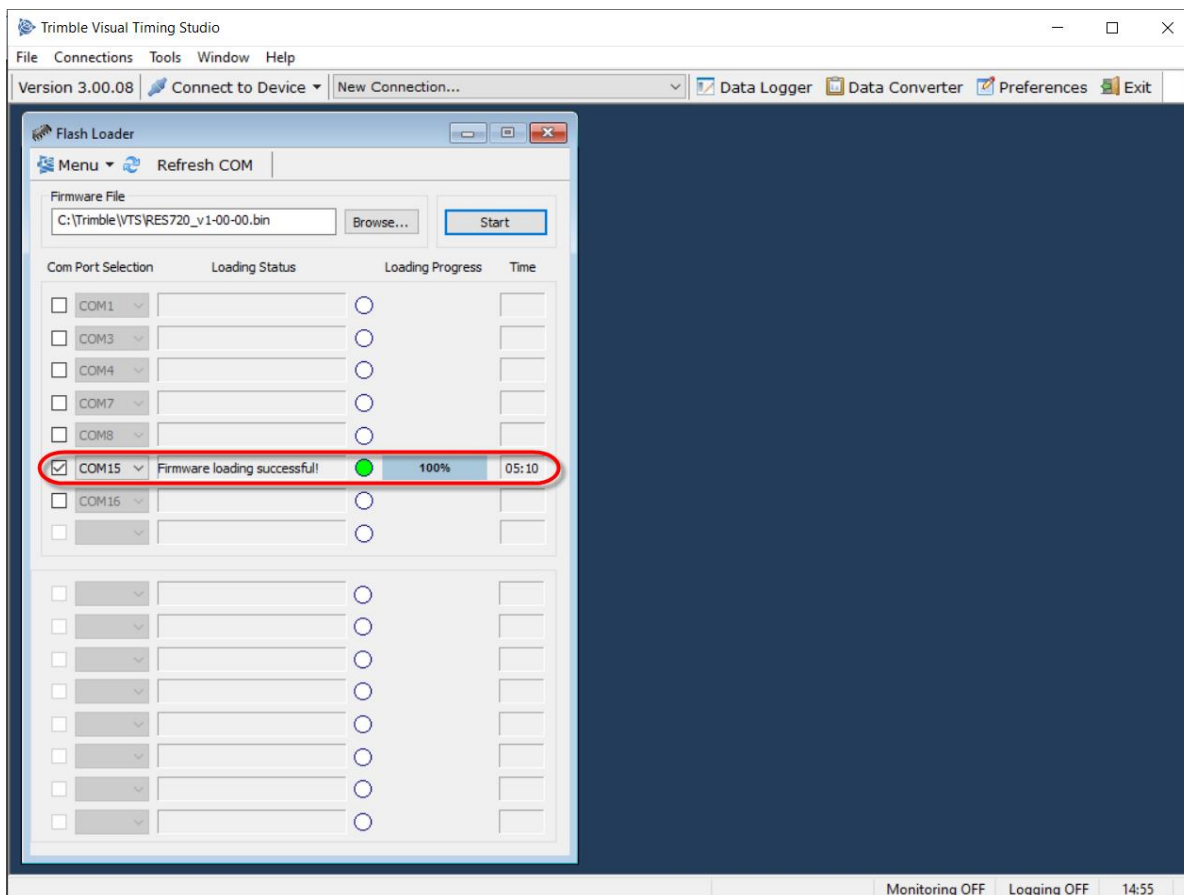 Trimble Visual Timing Studio
File Connections Tools Window Help
Version 3.00.08 Connect to Device New Connection... Data Logger Data Converter Preferences Exit
Flash Loader
Menu Refresh COM
Firmware File
C:\Trimble\VTS\RES720_v1-00-00.bin Browse... Start
Com Port Selection Loading Status Loading Progress Time
COM1
COM3
COM4
COM7
COM8
COM15 Firmware loading successful! 100% 05:10
COM16
Monitoring OFF Logging OFF 14:55